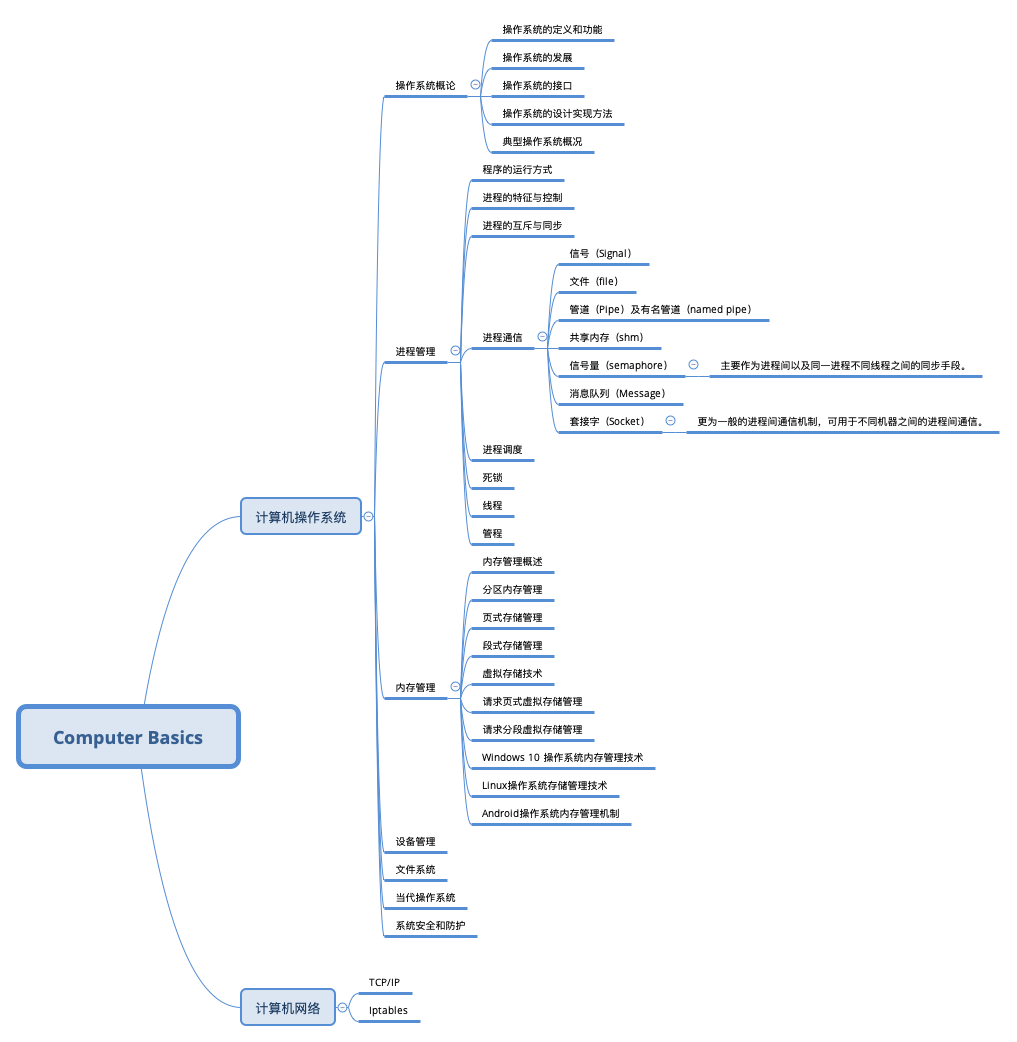 Computer Basics
计算机操作系统
操作系统概论
操作系统的定义和功能
操作系统的发展
操作系统的接口
操作系统的设计实现方法
典型操作系统概况
进程管理
程序的运行方式
进程的特征与控制
进程的互斥与同步
进程通信
信号（Signal）
文件（file）
管道（Pipe）及有名管道（named pipe）
共享内存（shm）
信号量（semaphore）
主要作为进程间以及同一进程不同线程之间的同步手段。
消息队列（Message）
套接字（Socket）
更为一般的进程间通信机制，可用于不同机器之间的进程间通信。
进程调度
死锁
线程
管程
内存管理
内存管理概述
分区内存管理
页式存储管理
段式存储管理
虚拟存储技术
请求页式虚拟存储管理
请求分段虚拟存储管理
Windows 10 操作系统内存管理技术
Linux操作系统存储管理技术
Android操作系统内存管理机制
设备管理
文件系统
当代操作系统
系统安全和防护
计算机网络
TCP/IP
Iptables